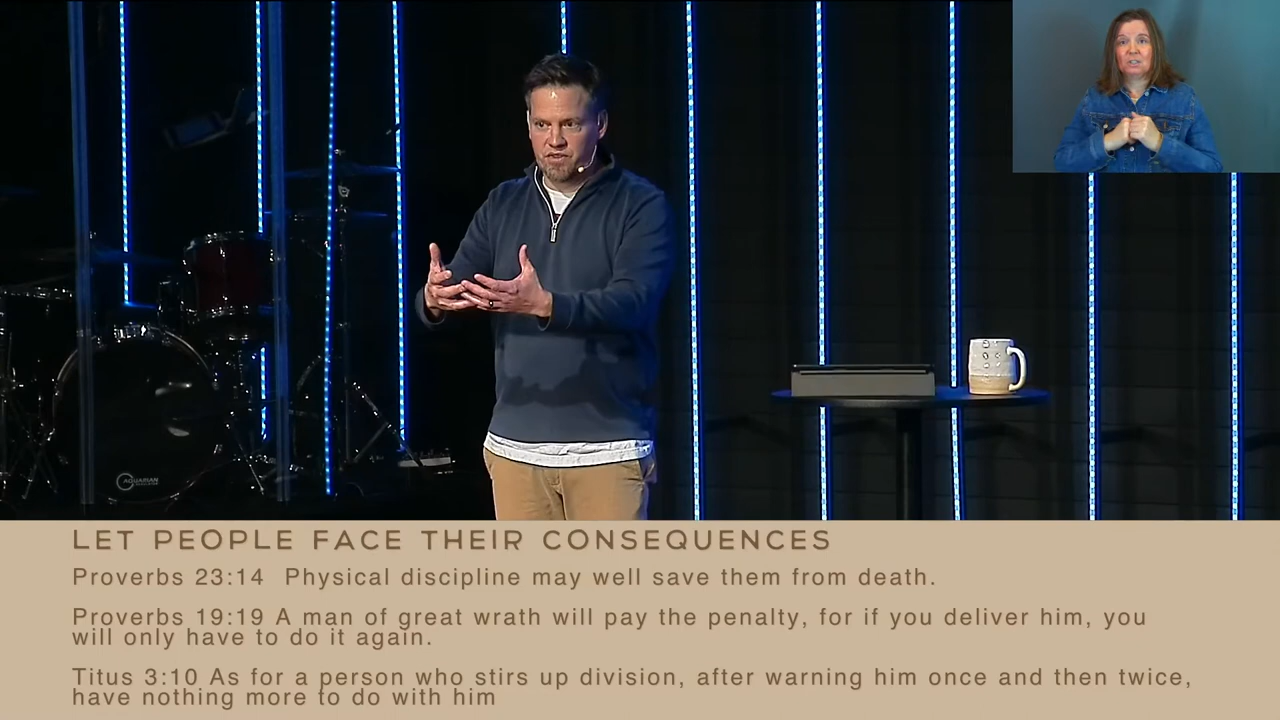 LET PEOPLE FACE THEIR CONSEQUENCES
Proverbs 23:14 Physical discipline may well save them from death.
Proverbs 19:19 A man of great wrath will pay the penalty, for if you deliver him, you
will only have to do it again.
Titus 3:10 As for a person who stirs up division, after warning him once and then twice,
have nothing more to do with him
AQUARIAN